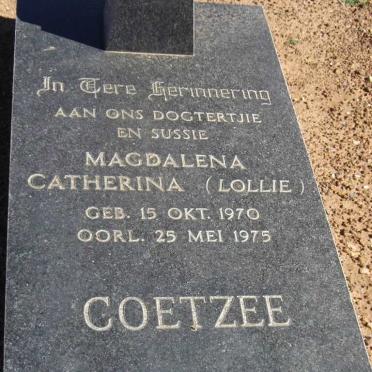 In Tere Herinnering
AAN ONS DOGTERTJIE
EN SUSSIE
MAGDALENA
CATHERINA (LOLLIE)
GEB. 15 OKT. 1970
OORL. 25 MEI 1975
COETZEE